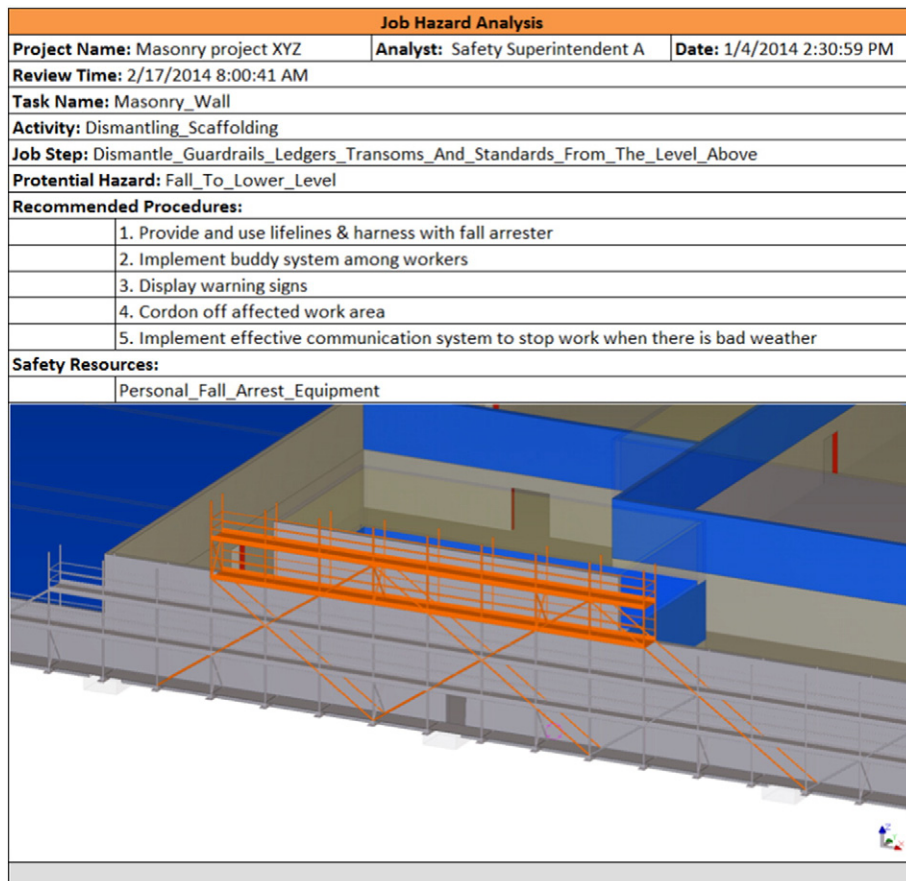 Job Hazard Analysis
Project Name: Masonry project XYZ Analyst: Safety Superintendent A Date: 1/4/2014 2:30:59 PM
Review Time: 2/17/2014 8:00:41 AM
Task Name: Masonry_Wall
Activity: Dismantling_Scaffolding
Job Step: Dismantle_Guardrails_Ledgers_Transoms_And_Standards_From_The_Level_Above
Potential Hazard: Fall_To_Lower_Level
Recommended Procedures:
1. Provide and use lifelines & harness with fall arrester
2. Implement buddy system among workers
3. Display warning signs
4. Cordon off affected work area
5. Implement effective communication system to stop work when there is bad weather
Safety Resources:
Personal_Fall_Arrest_Equipment